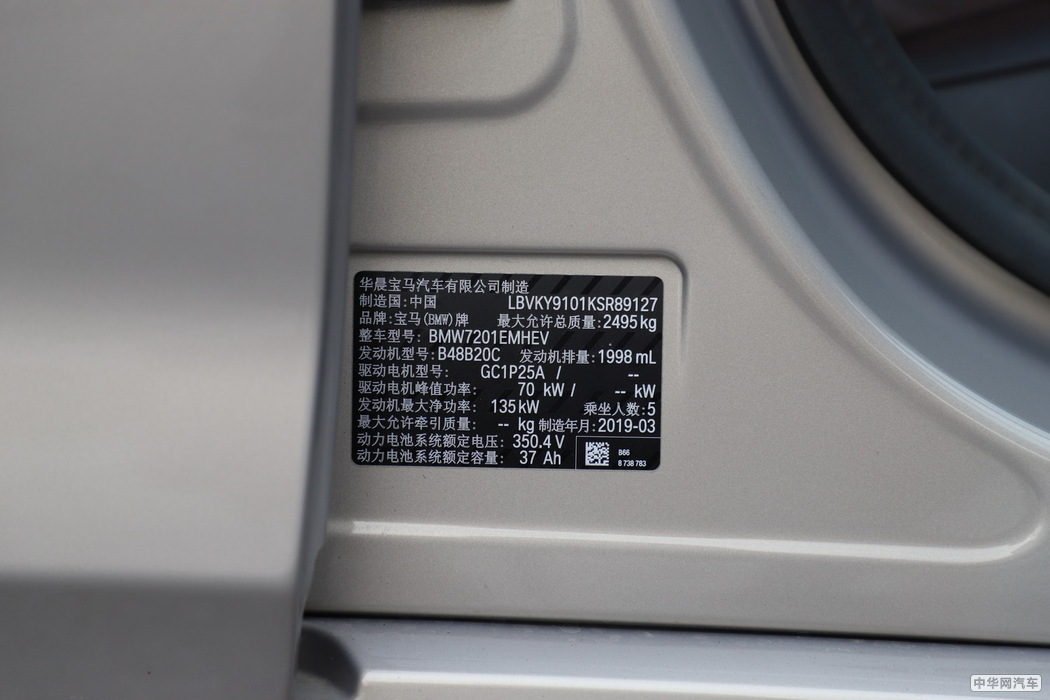 华晨宝马汽车有限公司制造
制造国:中国 LBVKY9101KSR89127
品牌:宝马(BMW)牌 最大允许总质量:2495kg
整车型号: BMW7201EMHEV
发动机型号:B48B20C 发动机排量:1998 mL
驱动电机型号: GC1P25A / --
驱动电机峰值功率: 70 kW / -- kW
发动机最大净功率: 135kW 乘坐人数:5
最大允许牵引质量: -- kg 制造年月:2019-03
动力电池系统额定电压: 350.4 V
动力电池系统额定容量: 37 Ah
B66
8 738 783
中华网汽车